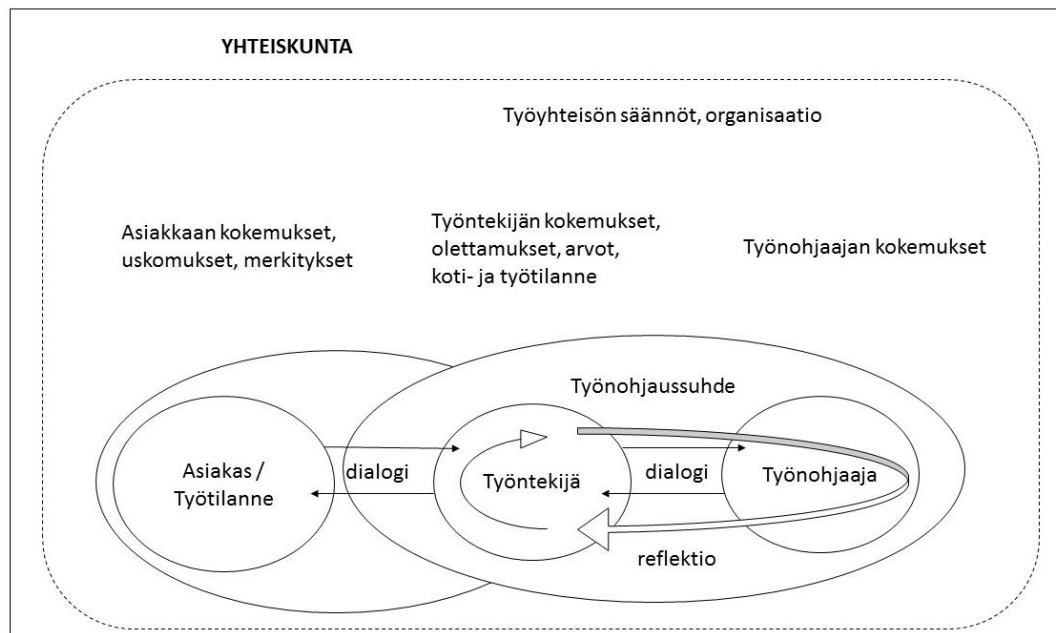 YHTEISKUNTA
Työyhteisön säännöt, organisaatio
Asiakkaan kokemukset,
uskomukset, merkitykset
Työntekijän kokemukset,
olettamukset, arvot,
koti- ja työtilanne
Työnohjaajan kokemukset
Työnohjaussuhde
Asiakas /
Työtilanne
dialogi
Työntekijä
dialogi
Työnohjaaja
reflektio